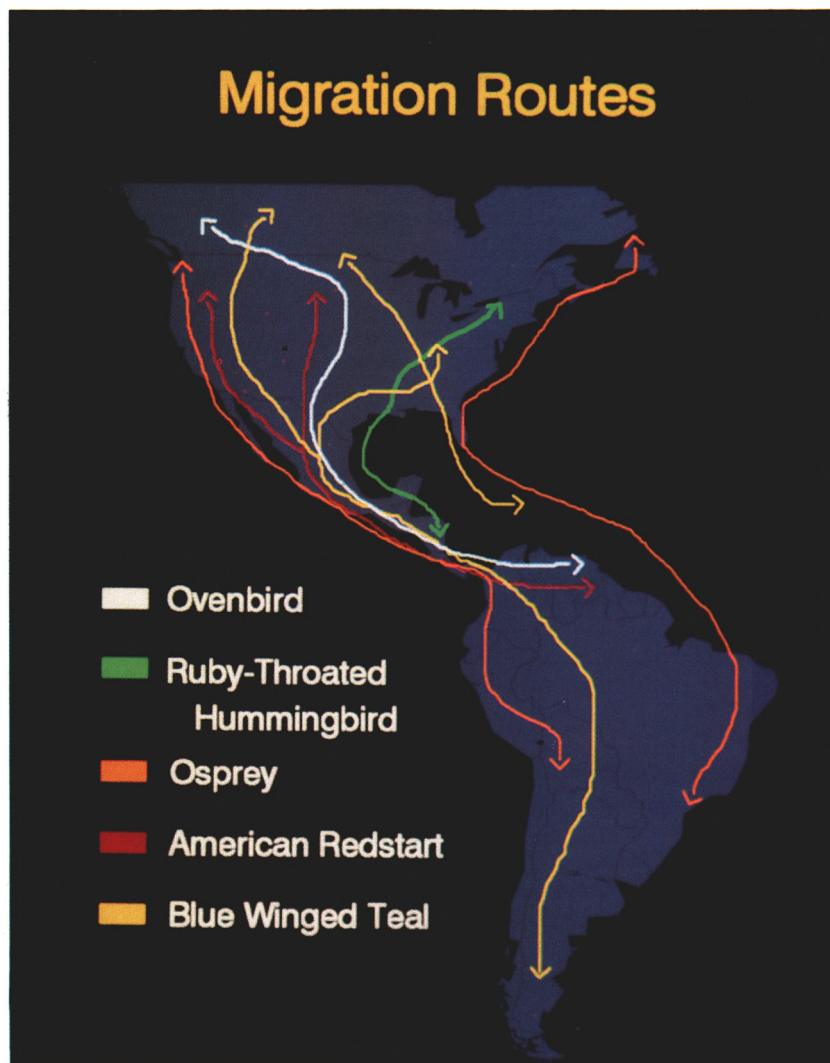 Migration Routes
Ovenbird
Ruby-Throated
Hummingbird
Osprey
American Redstart
Blue Winged Teal